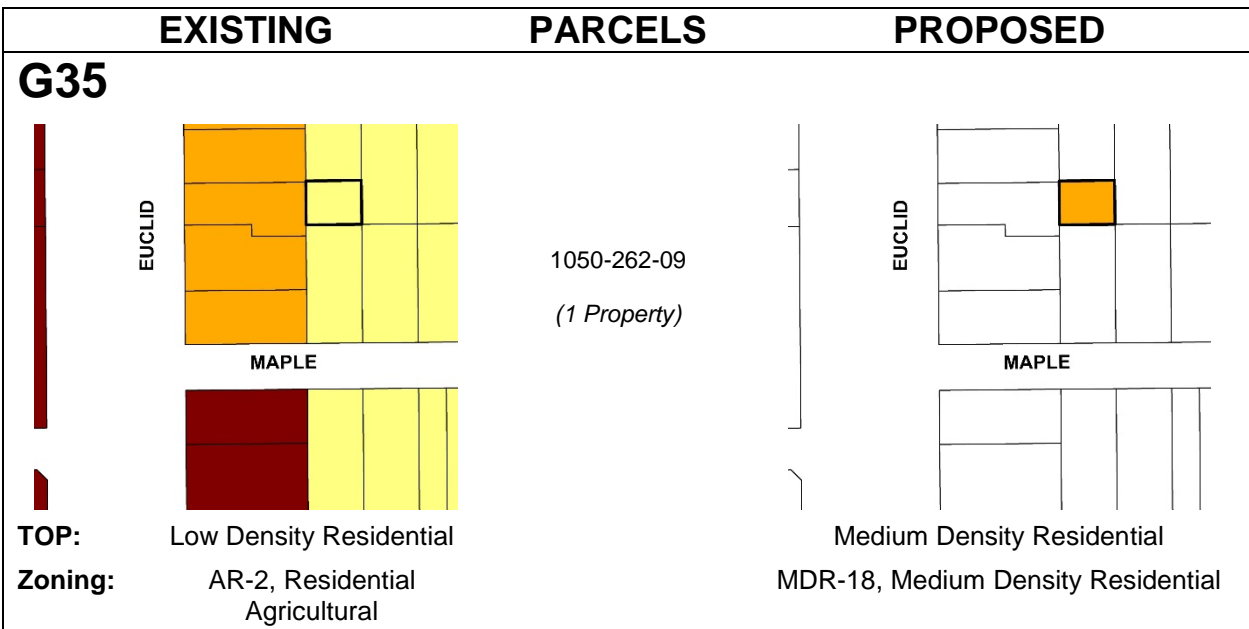 EXISTING PARCELS PROPOSED
G35
EUCLID
MAPLE
1050-262-09
(1 Property)
EUCLID
MAPLE
TOP: Low Density Residential Medium Density Residential
Zoning: AR-2, Residential MDR-18, Medium Density Residential
Agricultural